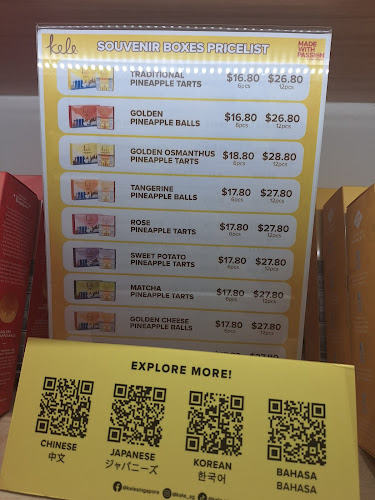 kele
SOUVENIR BOXES PRICELIST
MADE
WITH
PASSION
TRADITIONAL
PINEAPPLE TARTS
$16.80 $26.80
6pcs 12pcs
GOLDEN
PINEAPPLE BALLS
$16.80 $26.80
6pcs 12pcs
GOLDEN OSMANTHUS
PINEAPPLE TARTS
$18.80 $28.80
6pcs 12pcs
TANGERINE
PINEAPPLE BALLS
$17.80 $27.80
6pcs 12pcs
ROSE
PINEAPPLE TARTS
$17.80 $27.80
6pcs 12pcs
SWEET POTATO
PINEAPPLE TARTS
$17.80 $27.80
6pcs 12pcs
MATCHA
PINEAPPLE TARTS
$17.80 $27.80
6pcs 12pcs
GOLDEN CHEESE
PINEAPPLE BALLS
$17.80 $27.80
6pcs 12pcs
EXPLORE MORE!
CHINESE
中文
JAPANESE
ジャパニーズ
KOREAN
한국어
BAHASA
BAHASA
@kelesingapore @kele_sg